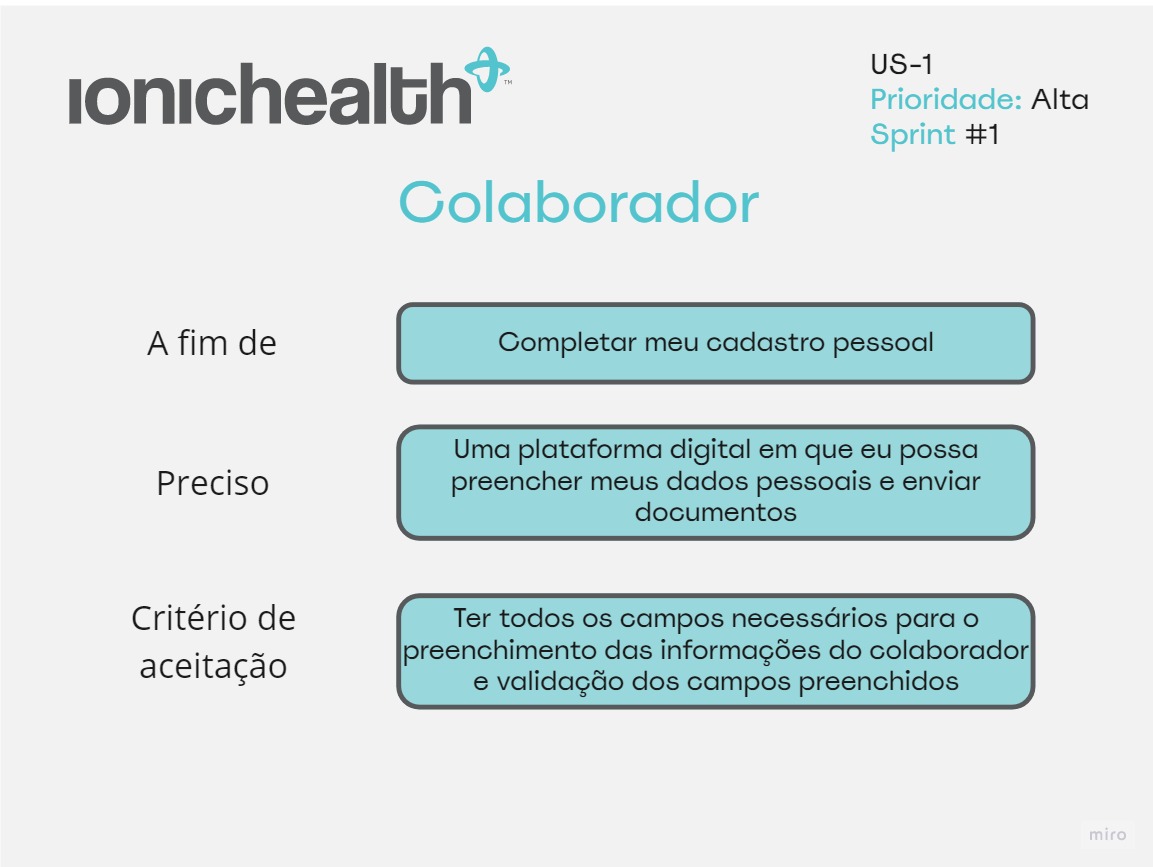 ionichealth™
US-1
Prioridade: Alta
Sprint #1
Colaborador
A fim de
Completar meu cadastro pessoal
Preciso
Uma plataforma digital em que eu possa
preencher meus dados pessoais e enviar
documentos
Critério de
aceitação
Ter todos os campos necessários para o
preenchimento das informações do colaborador
e validação dos campos preenchidos
miro